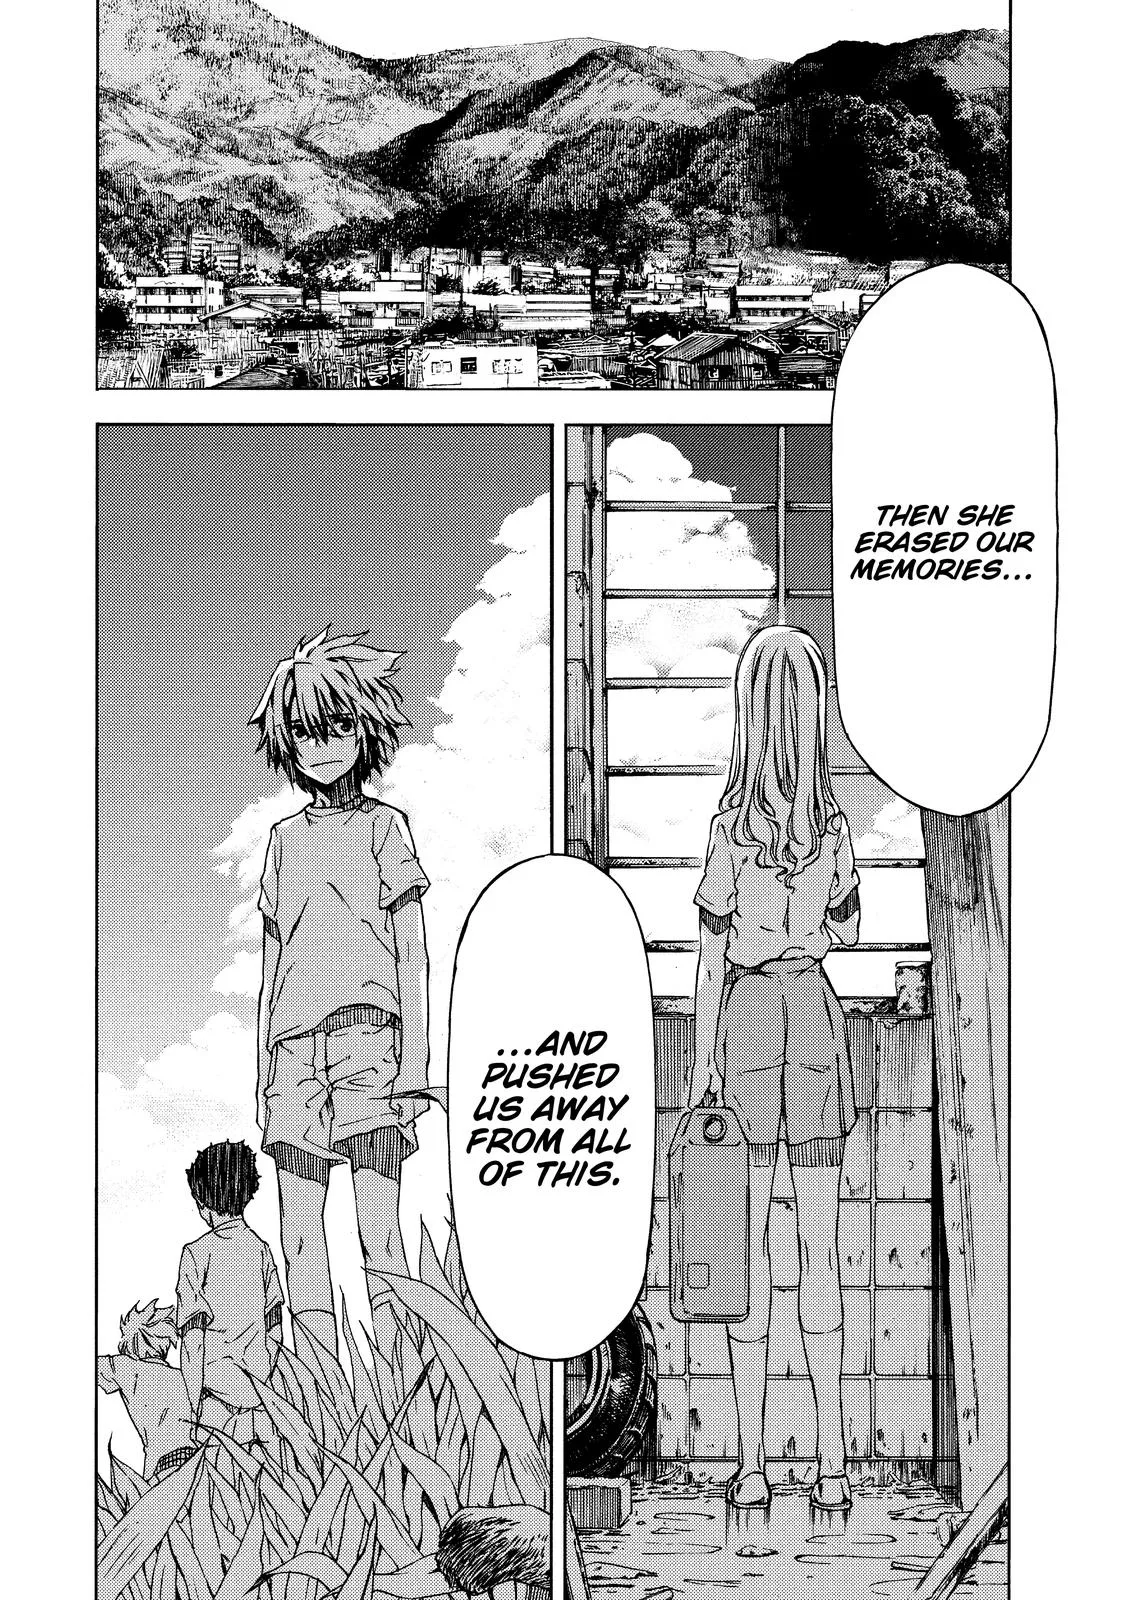 THEN SHE
ERASED OUR
MEMORIES...
...AND
PUSHED
US AWAY
FROM ALL
OF THIS.